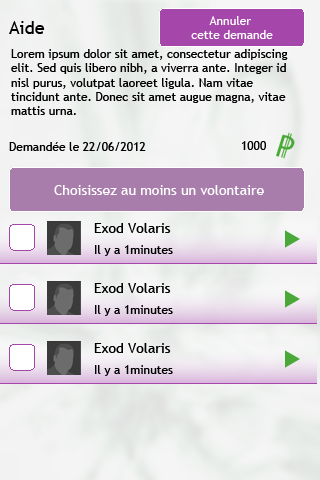 Aide
Annuler
cette demande
Lorem ipsum dolor sit amet, consectetur adipiscing
elit. Sed quis libero nibh, a viverra ante. Integer id
nisl purus, volutpat laoreet ligula. Nam vitae
tincidunt ante. Donec sit amet augue magna, vitae
mattis urna.
Demandée le 22/06/2012 1000
Choisissez au moins un volontaire
Exod Volaris
Il y a 1minutes
Exod Volaris
Il y a 1minutes
Exod Volaris
Il y a 1minutes